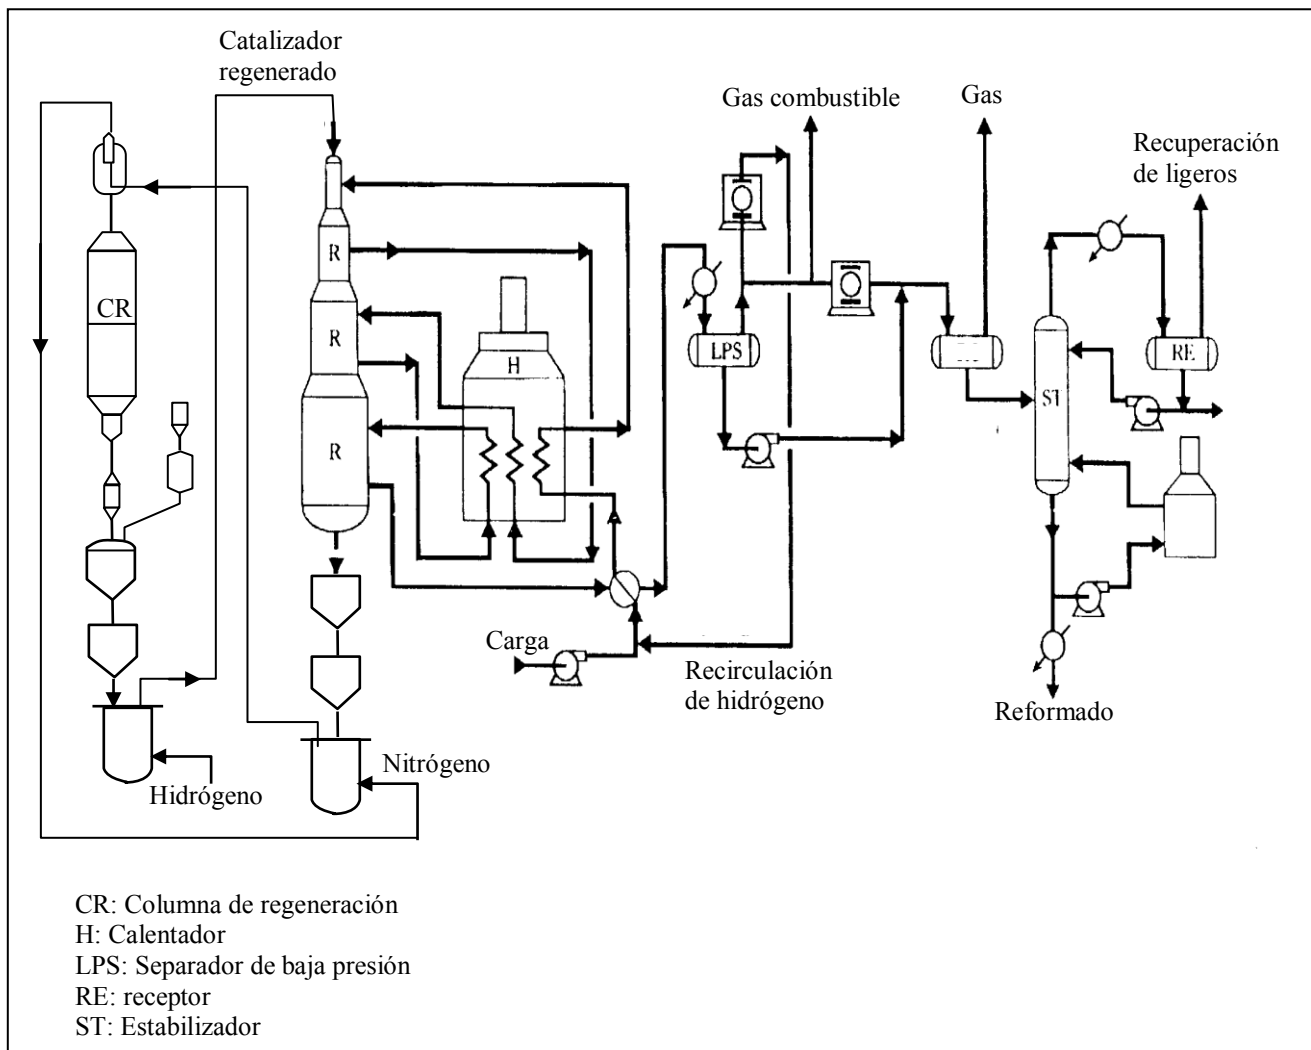 Catalizador
regenerado
Gas combustible
Gas
Recuperación
de ligeros
CR
R
R
R
H
LPS
ST
RE
Carga
Recirculación
de hidrógeno
Reformado
Nitrógeno
Hidrógeno
CR: Columna de regeneración
H: Calentador
LPS: Separador de baja presión
RE: receptor
ST: Estabilizador